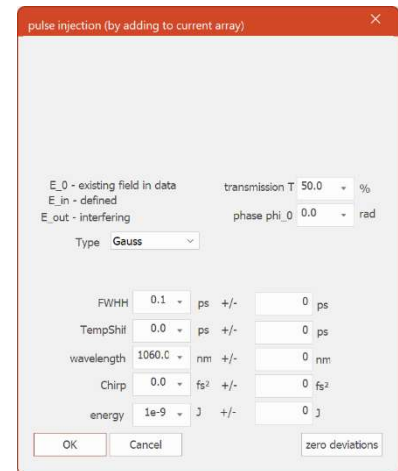 pulse injection (by adding to current array)
E_0 - existing field in data
transmission T 50.0 %
E_in - defined
E_out - interfering
phase phi_0 0.0 rad
Type Gauss
FWHH 0.1 ps +/- 0 ps
TempShif 0.0 ps +/- 0 ps
wavelength 1060.0 nm +/- 0 nm
Chirp 0.0 fs² +/- 0 fs²
energy 1e-9 J +/- 0 J
OK Cancel zero deviations